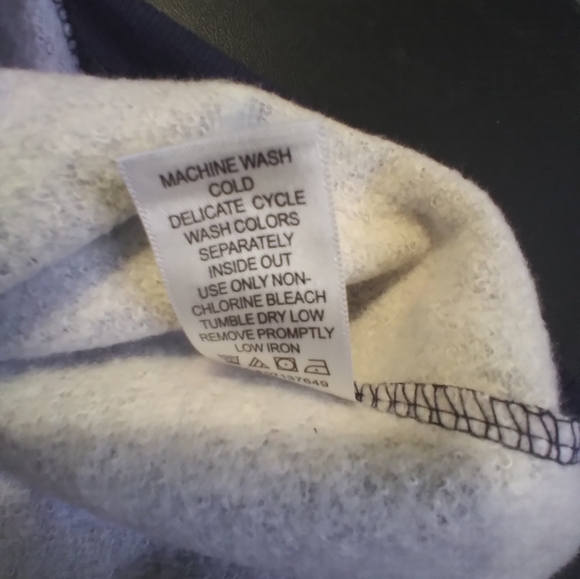 MACHINE WASH
COLD
DELICATE CYCLE
WASH COLORS
SEPARATELY
INSIDE OUT
USE ONLY NON-
CHLORINE BLEACH
TUMBLE DRY LOW
REMOVE PROMPTLY
LOW IRON